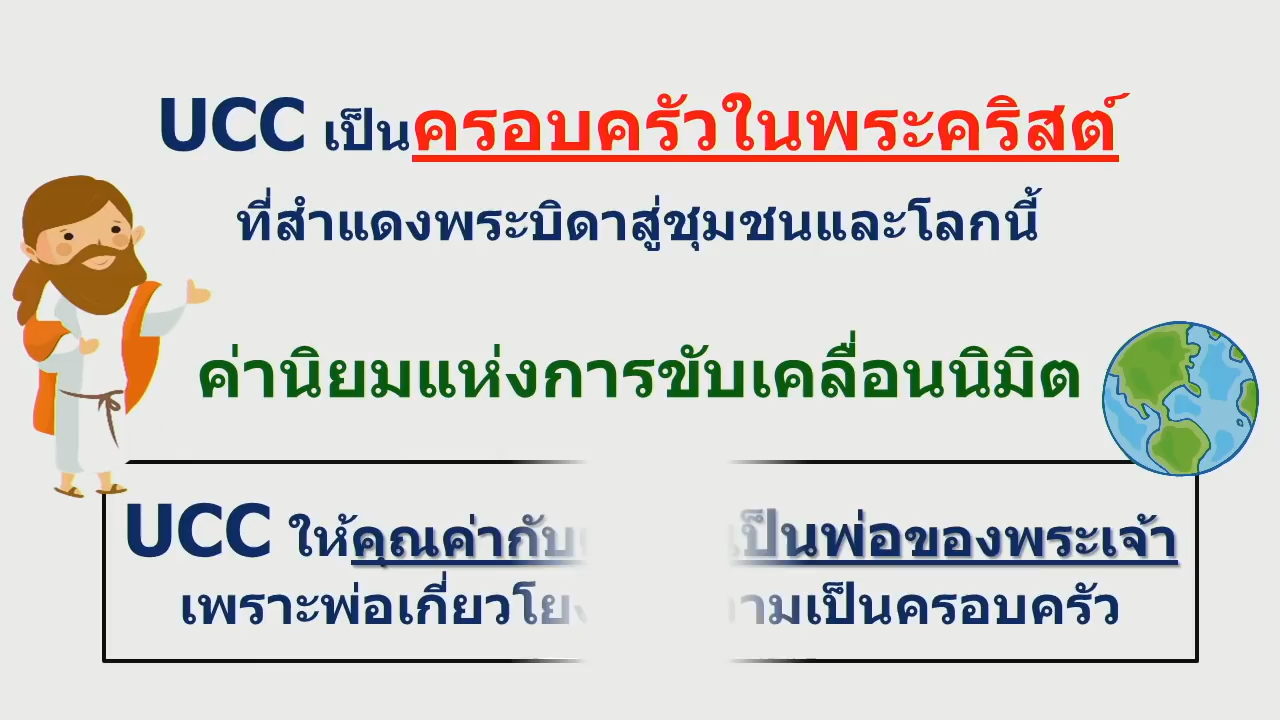 UCC เป็นครอบครัวในพระคริสต์
ที่สำแดงพระบิดาสู่ชุมชนและโลกนี้
ค่านิยมแห่งการขับเคลื่อนนิมิต
UCC ให้คุณค่ากับ เป็นพ่อของพระเจ้า
เพราะพ่อเกี่ยวโยง ามเป็นครอบครัว